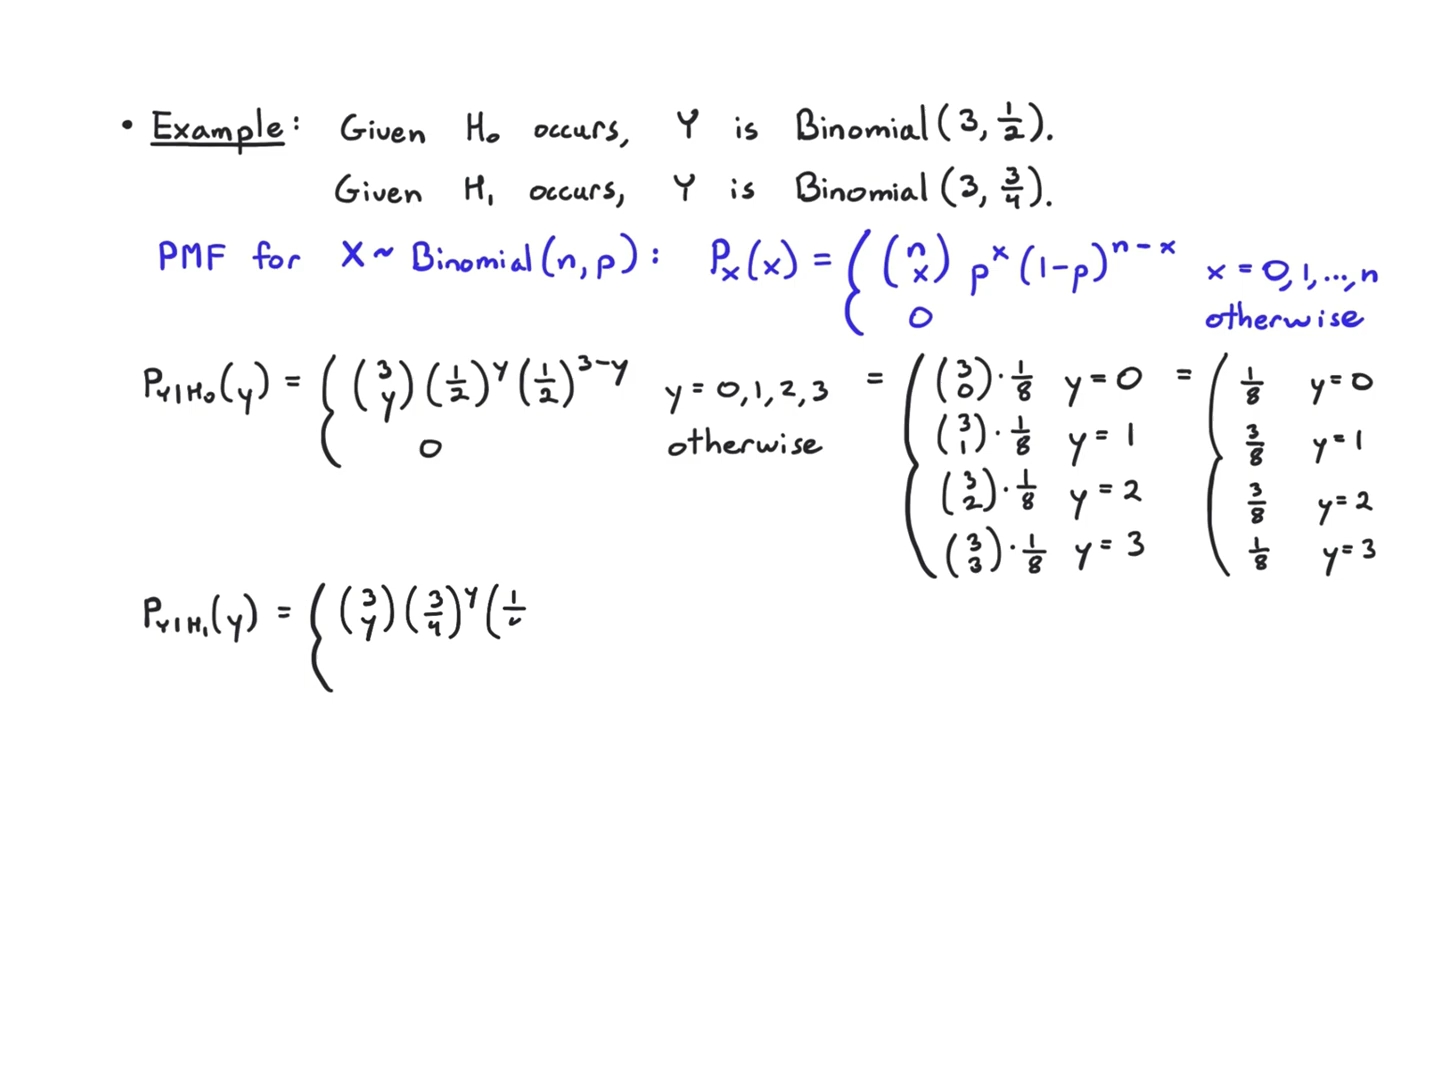 • Example: Given H₀ occurs, Y is Binomial(3, 1/2).
Given H₁ occurs, Y is Binomial(3, 3/4).
PMF for X ~ Binomial(n, p): Pₓ(x) = { (n x) pˣ (1-p)ⁿ⁻ˣ x = 0, 1, ..., n
0 otherwise
P_Y|H₀(y) = { (3 y) (1/2)^y (1/2)^3-y y = 0, 1, 2, 3 = { (3 0) · 1/8 y = 0 = { 1/8 y = 0
0 otherwise (3 1) · 1/8 y = 1 3/8 y = 1
(3 2) · 1/8 y = 2 3/8 y = 2
(3 3) · 1/8 y = 3 1/8 y = 3
P_Y|H₁(y) = { (3 y) (3/4)^y (1/